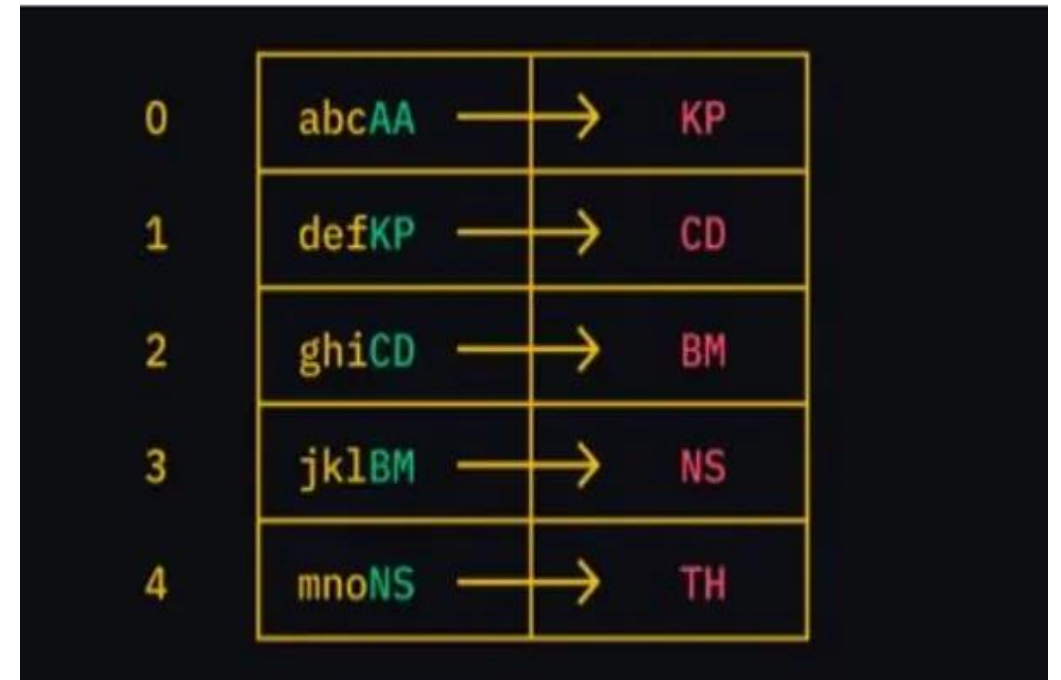 0 abcAA → KP
1 defKP → CD
2 ghiCD → BM
3 jklBM → NS
4 mnoNS → TH